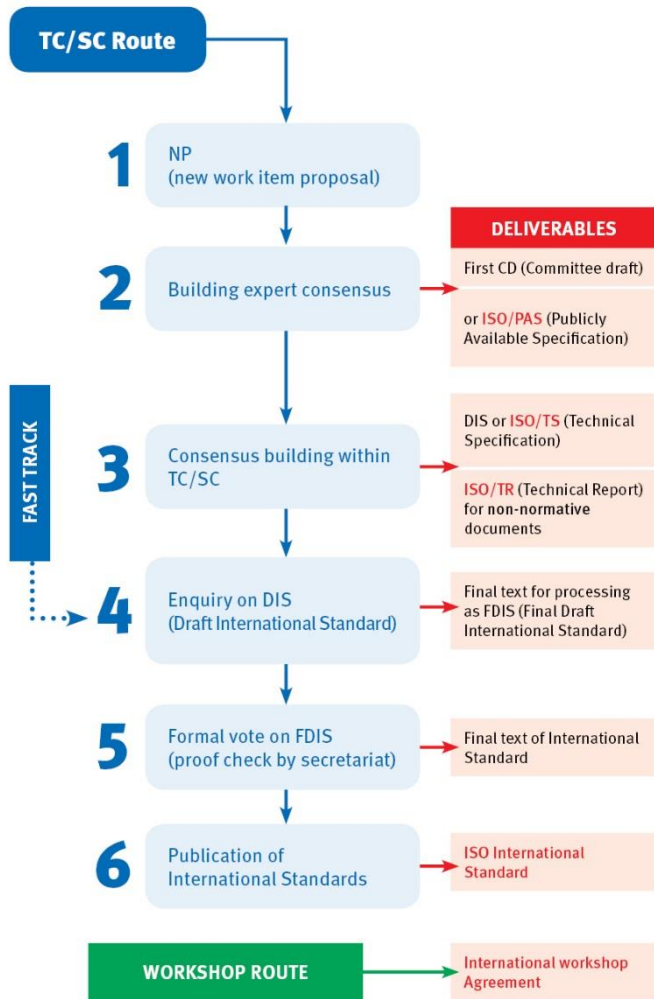 TC/SC Route
1
NP
(new work item proposal)
DELIVERABLES
2
Building expert consensus
First CD (Committee draft)
or ISO/PAS (Publicly
Available Specification)
FAST TRACK
3
Consensus building within
TC/SC
DIS or ISO/TS (Technical
Specification)
ISO/TR (Technical Report)
for non-normative
documents
4
Enquiry on DIS
(Draft International Standard)
Final text for processing
as FDIS (Final Draft
International Standard)
5
Formal vote on FDIS
(proof check by secretariat)
Final text of International
Standard
6
Publication of
International Standards
ISO International
Standard
WORKSHOP ROUTE
International workshop
Agreement